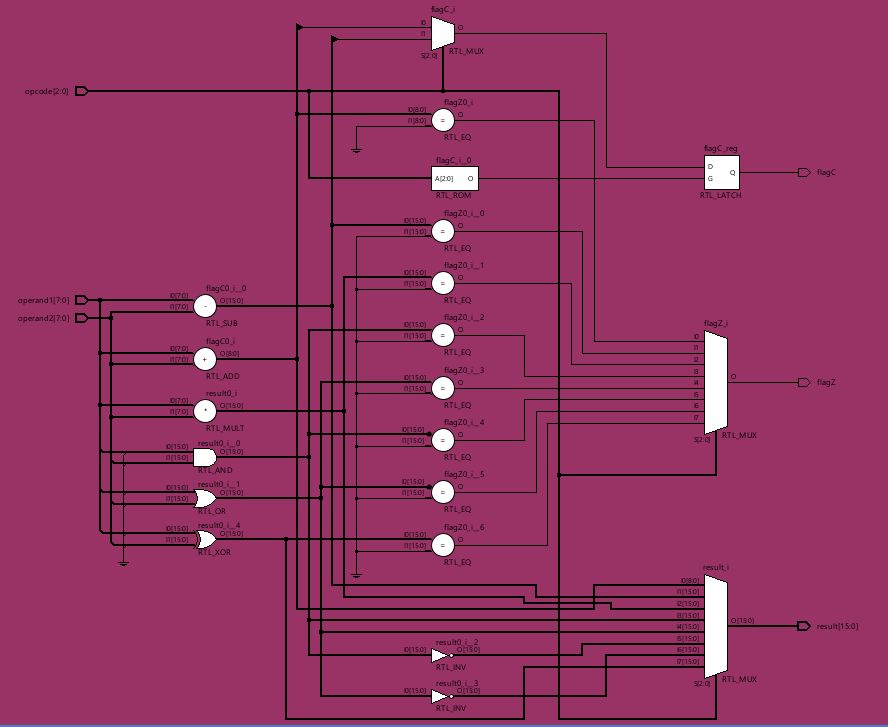 flagC_i
I0
O
I1
RTL_MUX
S[2:0]
opcode[2:0]
flagZ0_i
I0[8:0]
O
I1[8:0]
RTL_EQ
flagC_i__0
A[2:0] O
RTL_ROM
flagC_reg
D
Q
G
RTL_LATCH
flagC
flagZ0_i__0
I0[15:0]
O
I1[15:0]
RTL_EQ
flagZ0_i__1
I0[15:0]
O
I1[15:0]
RTL_EQ
flagZ0_i__2
I0[15:0]
O
I1[15:0]
RTL_EQ
flagZ0_i__3
I0[15:0]
O
I1[15:0]
RTL_EQ
flagZ0_i__4
I0[15:0]
O
I1[15:0]
RTL_EQ
flagZ0_i__5
I0[15:0]
O
I1[15:0]
RTL_EQ
flagZ0_i__6
I0[15:0]
O
I1[15:0]
RTL_EQ
operand1[7:0]
operand2[7:0]
flagC0_i__0
I0[7:0]
O[15:0]
I1[7:0]
RTL_SUB
flagC0_i
I0[7:0]
O[8:0]
I1[7:0]
RTL_ADD
result0_i
I0[7:0]
O[15:0]
I1[7:0]
RTL_MULT
result0_i__0
I0[15:0]
O[15:0]
I1[15:0]
RTL_AND
result0_i__1
I0[15:0]
O[15:0]
I1[15:0]
RTL_OR
result0_i__4
I0[15:0]
O[15:0]
I1[15:0]
RTL_XOR
flagZ_i
I0
I1
I2
I3
I4
I5
I6
I7
O
S[2:0]
RTL_MUX
flagZ
result_i
I0[8:0]
I1[15:0]
I2[15:0]
I3[15:0]
I4[15:0]
I5[15:0]
I6[15:0]
I7[15:0]
O[15:0]
S[2:0]
RTL_MUX
result[15:0]
result0_i__2
I0[15:0]
O[15:0]
RTL_INV
result0_i__3
I0[15:0]
O[15:0]
RTL_INV